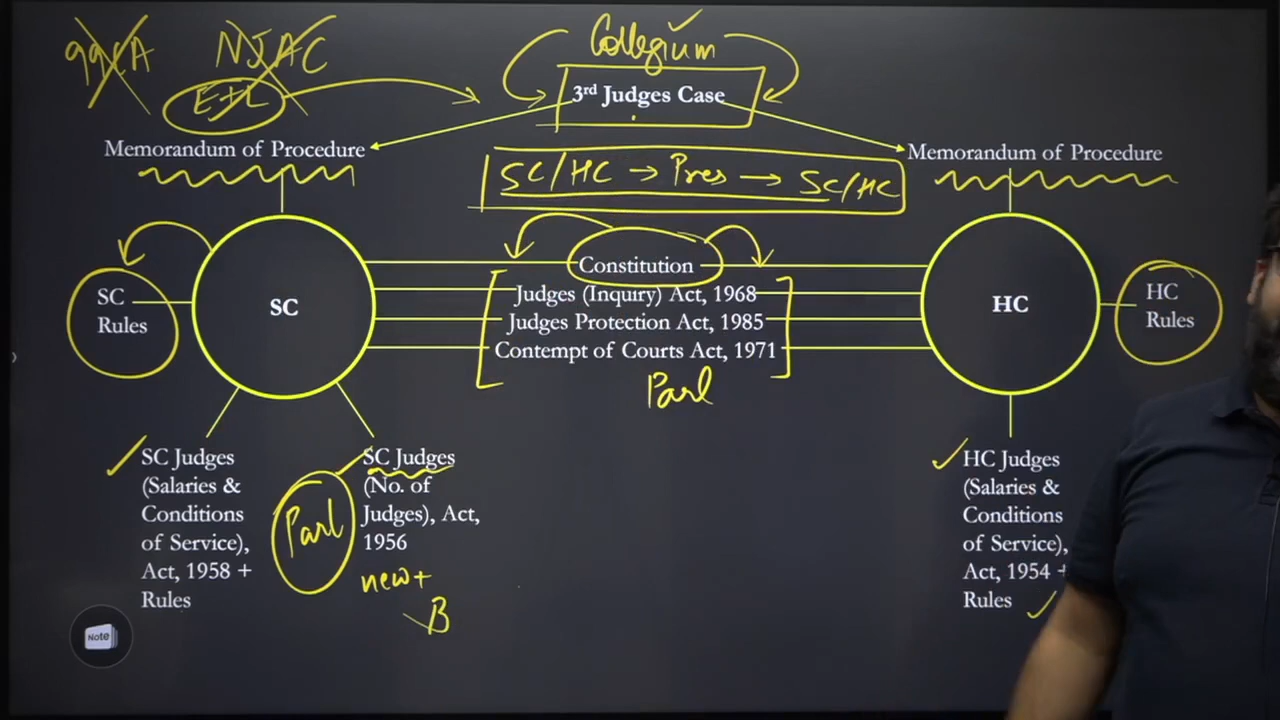 Collegium
99th A
NJAC
E+L
3rd Judges Case
Memorandum of Procedure
Memorandum of Procedure
SC/HC → Pres → SC/HC
Constitution
Judges (Inquiry) Act, 1968
Judges Protection Act, 1985
Contempt of Courts Act, 1971
Parl
SC
Rules
SC
HC
HC
Rules
SC Judges
(Salaries &
Conditions
of Service),
Act, 1958 +
Rules
Parl
SC Judges
(No. of
Judges), Act,
1956
new+
B
HC Judges
(Salaries &
Conditions
of Service),
Act, 1954 +
Rules
Note